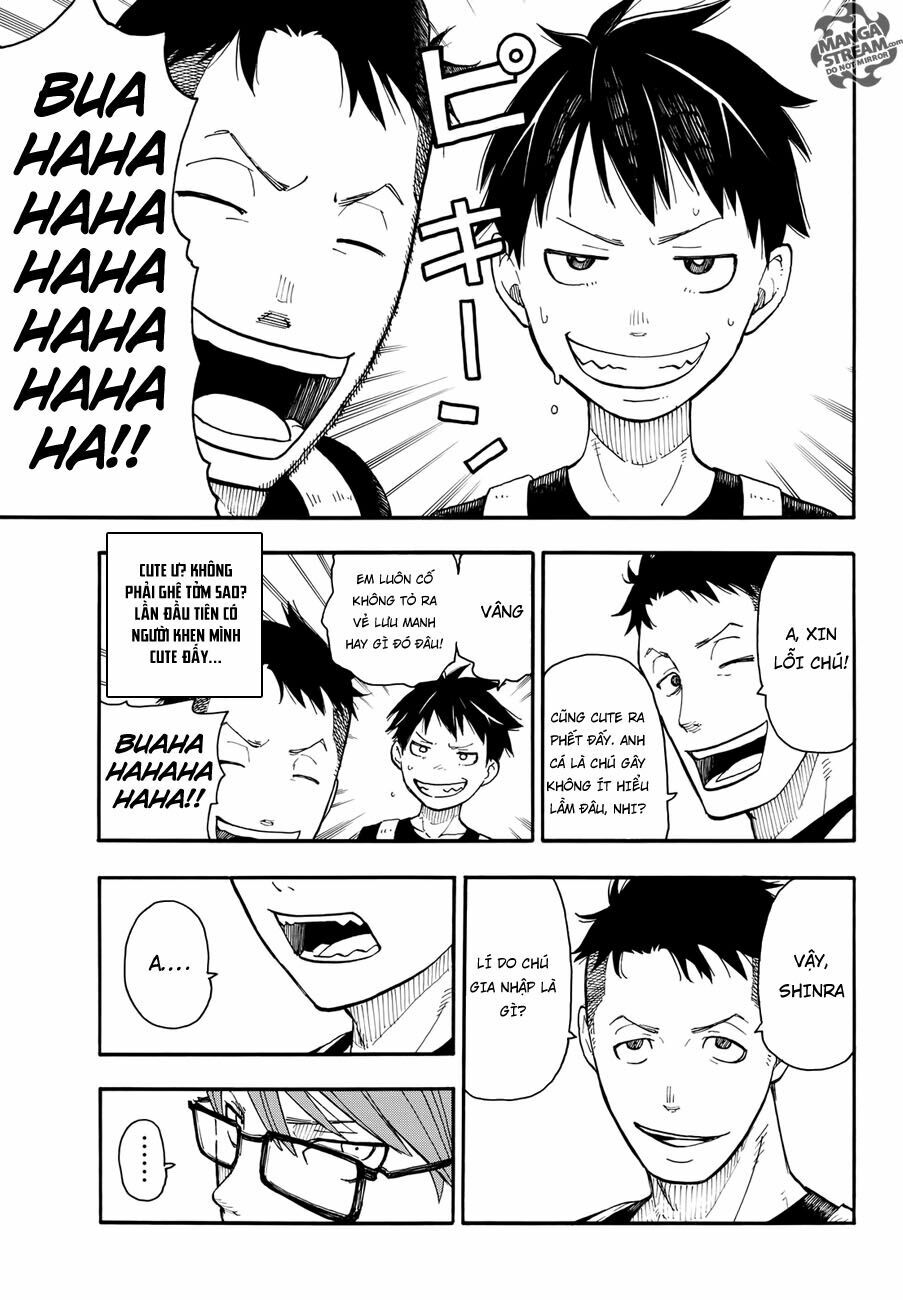 MANGA
STREAM.com
DO NOT MIRROR
ピキーン
BUA
HAHA
HAHA
HAHA
HAHA
HAHA
HA!!
A, XIN
LỖI CHÚ!
CŨNG CUTE RA
PHẾT ĐẤY. ANH
CÁ LÀ CHÚ GÂY
KHÔNG ÍT HIỂU
LẦM ĐÂU, NHI?
VÂNG
EM LUÔN CỐ
KHÔNG TỎ RA
VẺ LƯU MANH
HAY GÌ ĐÓ ĐÂU!
CUTE Ư? KHÔNG
PHẢI GHÊ TỞM SAO?
LẦN ĐẦU TIÊN CÓ
NGƯỜI KHEN MÌNH
CUTE ĐẤY...
BUAHA
HAHAHA
HAHA!!
VẬY,
SHINRA
LÍ DO CHÚ
GIA NHẬP LÀ
GÌ?
A....
......